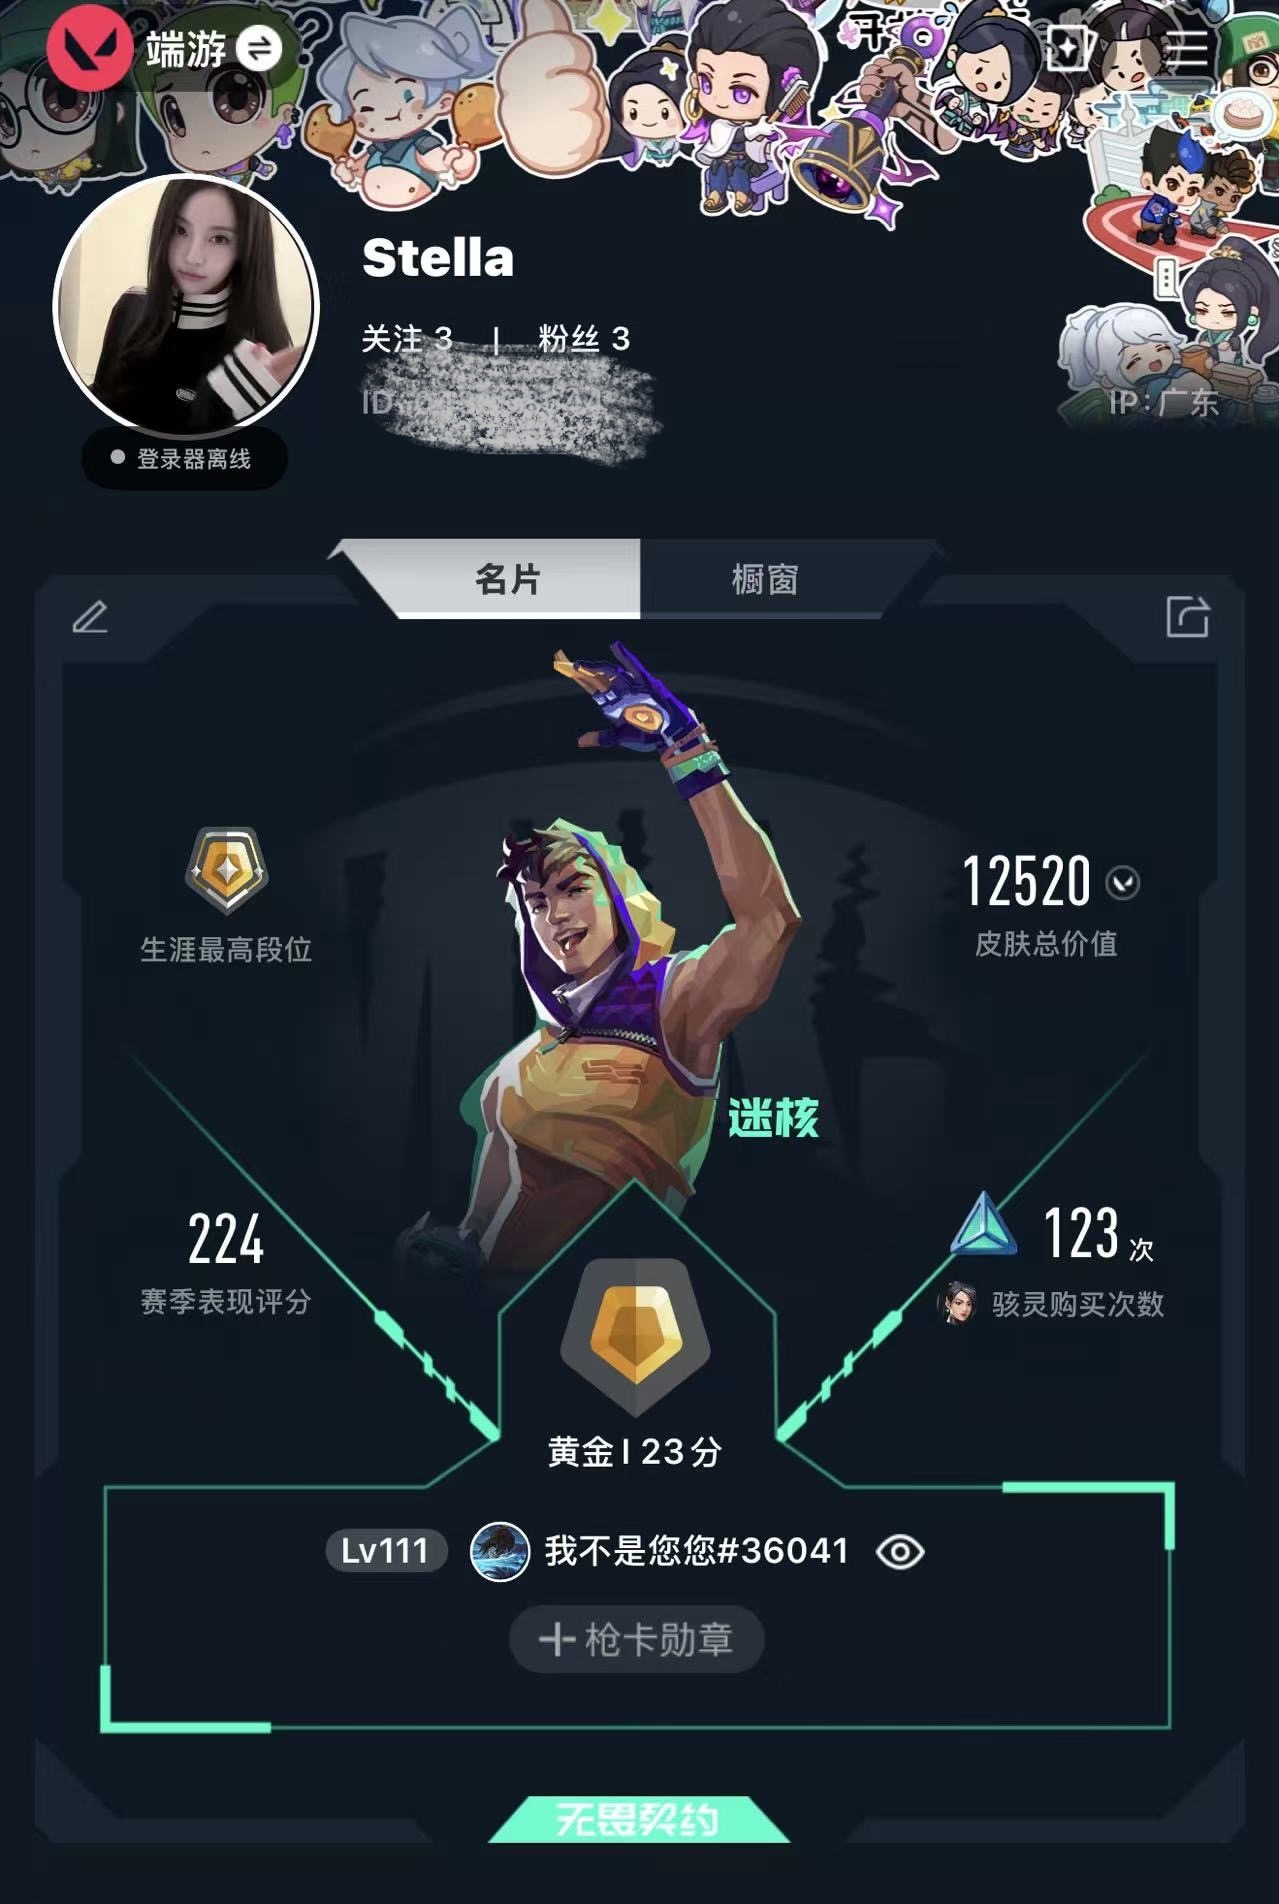 端游
Stella
关注 3 | 粉丝 3
ID
IP：广东
登录器离线
名片
橱窗
生涯最高段位
12520
皮肤总价值
迷核
224
赛季表现评分
123 次
骇灵购买次数
黄金 I 23分
Lv111 我不是您您#36041
枪卡勋章
无畏契约